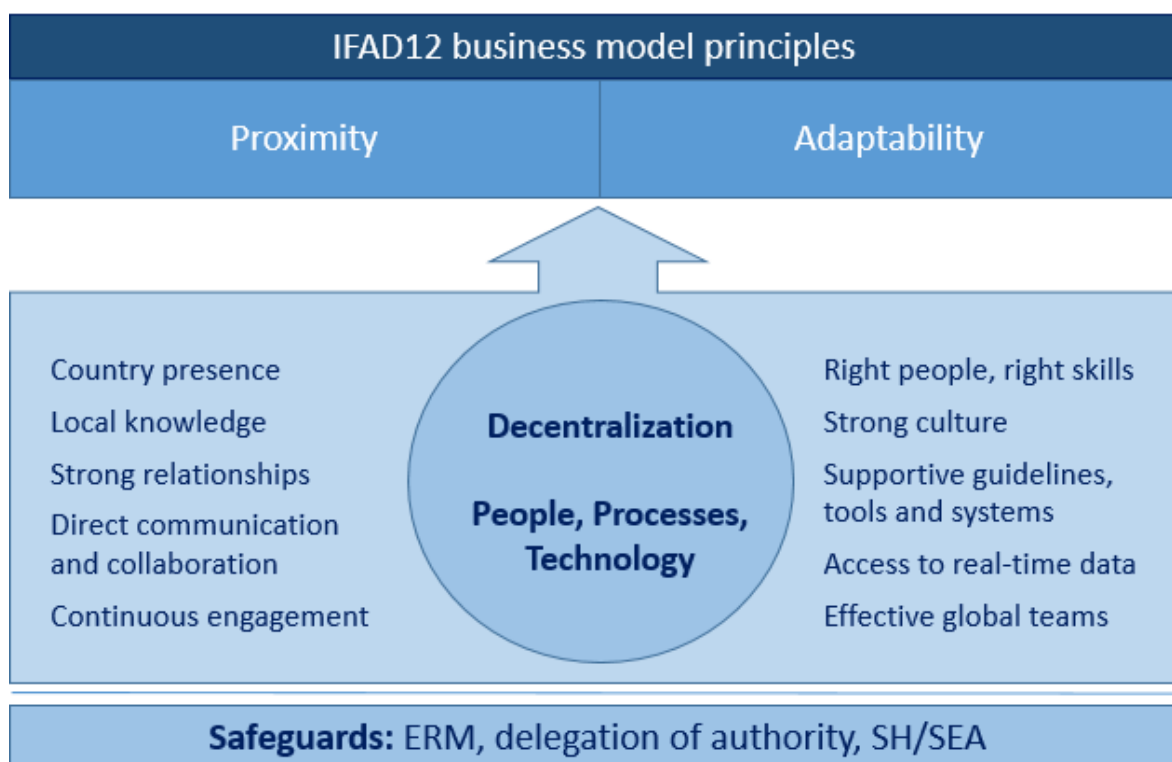 IFAD12 business model principles
Proximity
Adaptability
Country presence
Local knowledge
Strong relationships
Direct communication
and collaboration
Continuous engagement
Decentralization
People, Processes,
Technology
Right people, right skills
Strong culture
Supportive guidelines,
tools and systems
Access to real-time data
Effective global teams
Safeguards: ERM, delegation of authority, SH/SEA